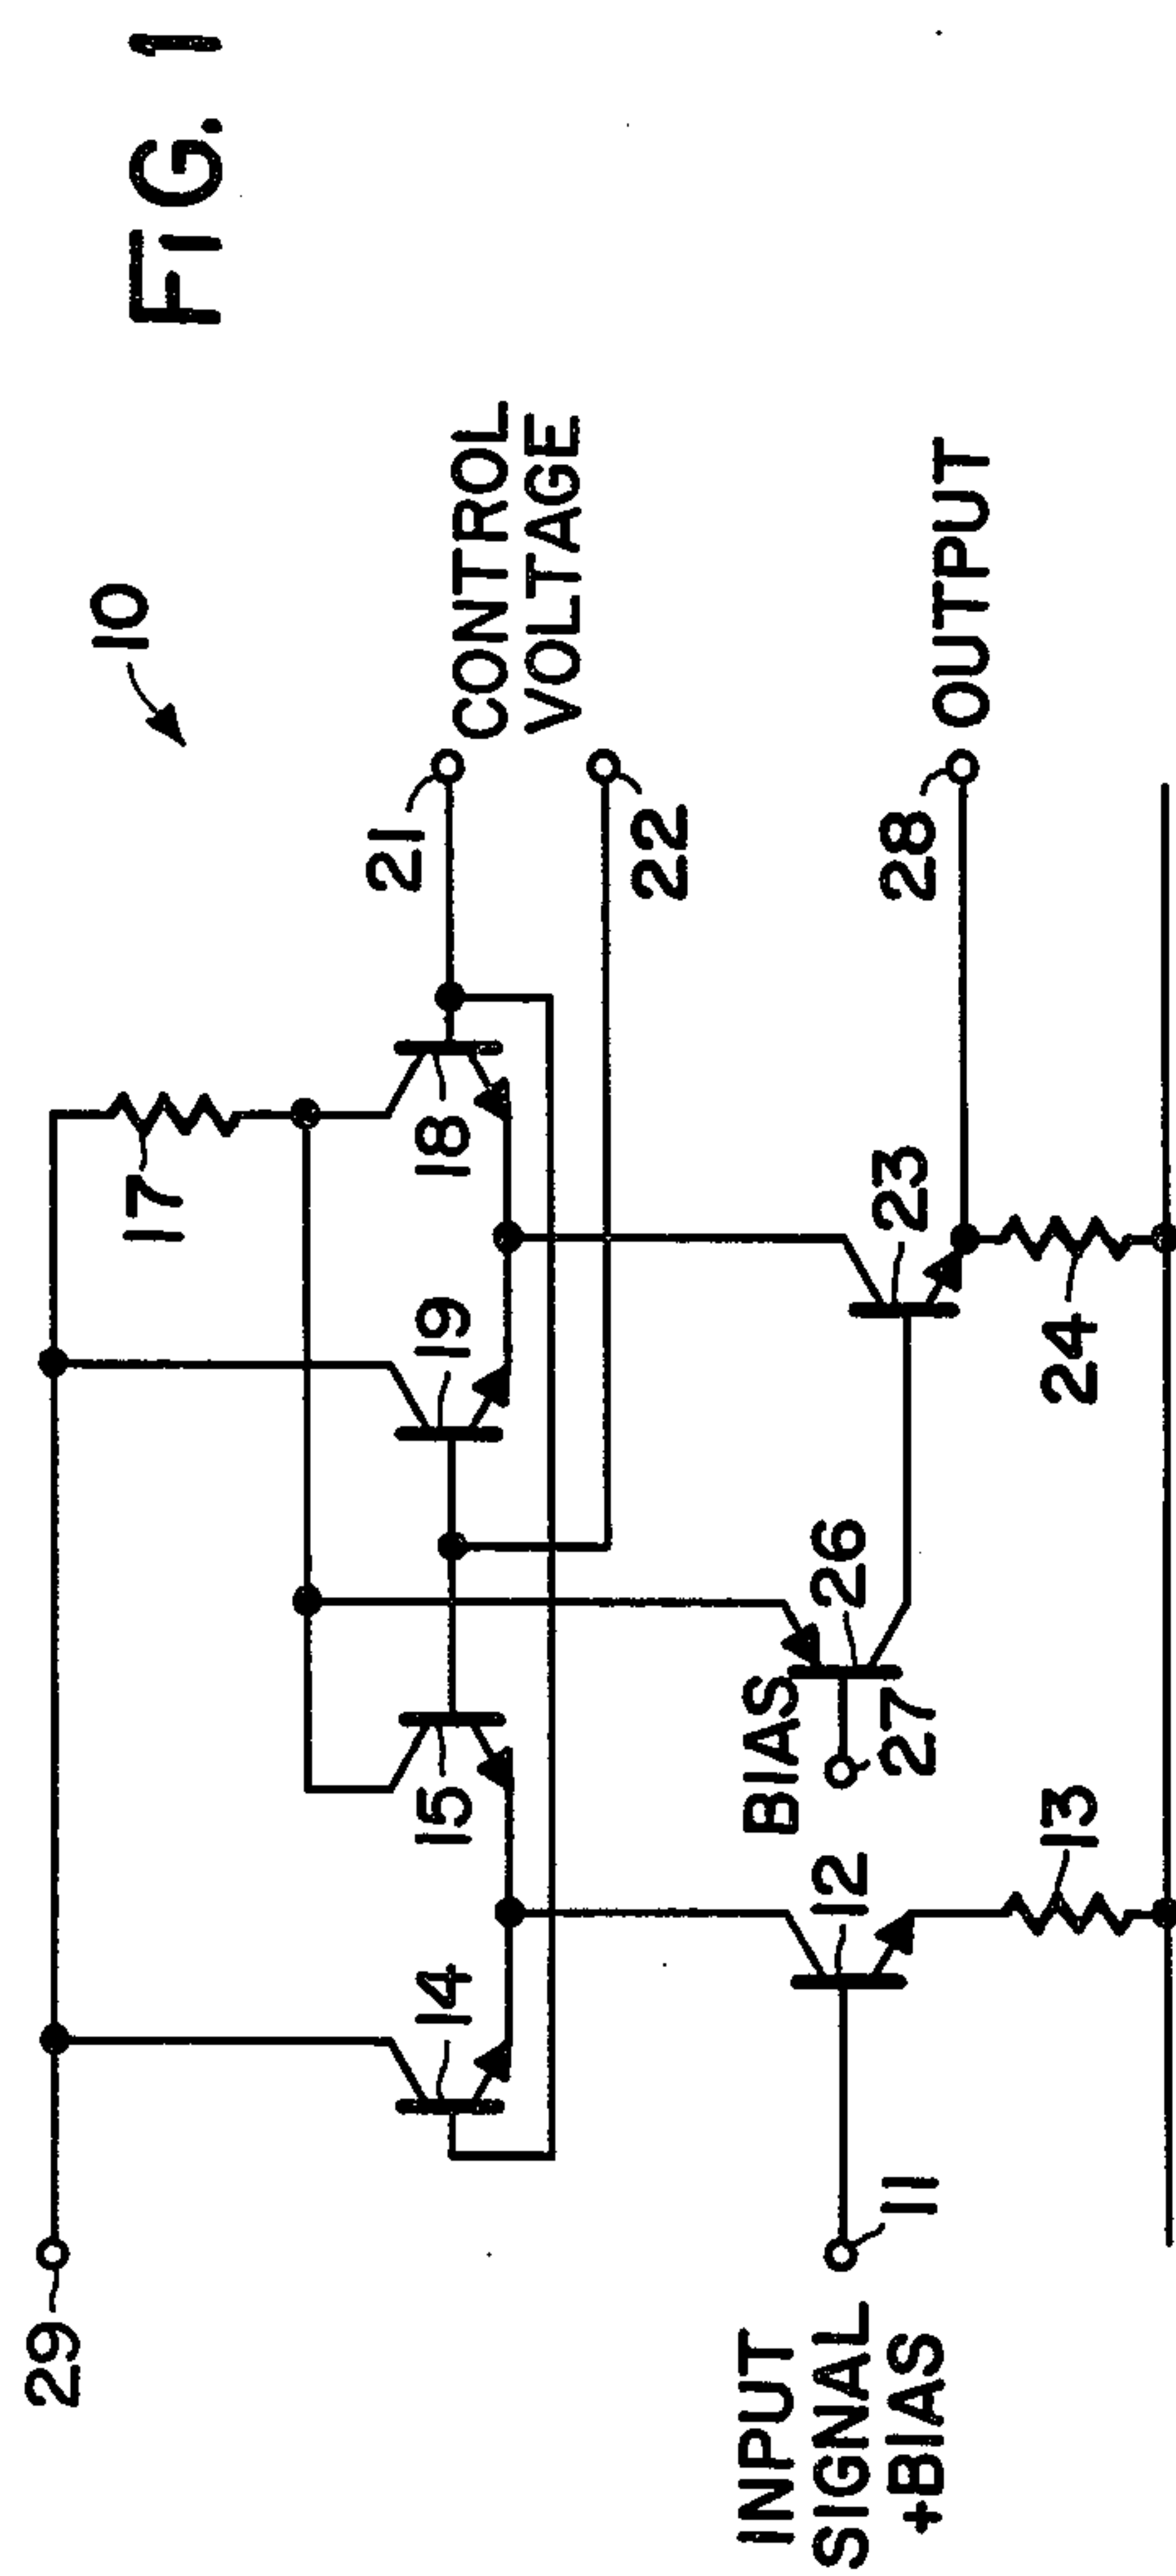 FIG. 1
10
29
17
21
CONTROL
VOLTAGE
22
14
15
19
18
BIAS
26
27
12
23
28
OUTPUT
INPUT
SIGNAL
+BIAS
11
13
24